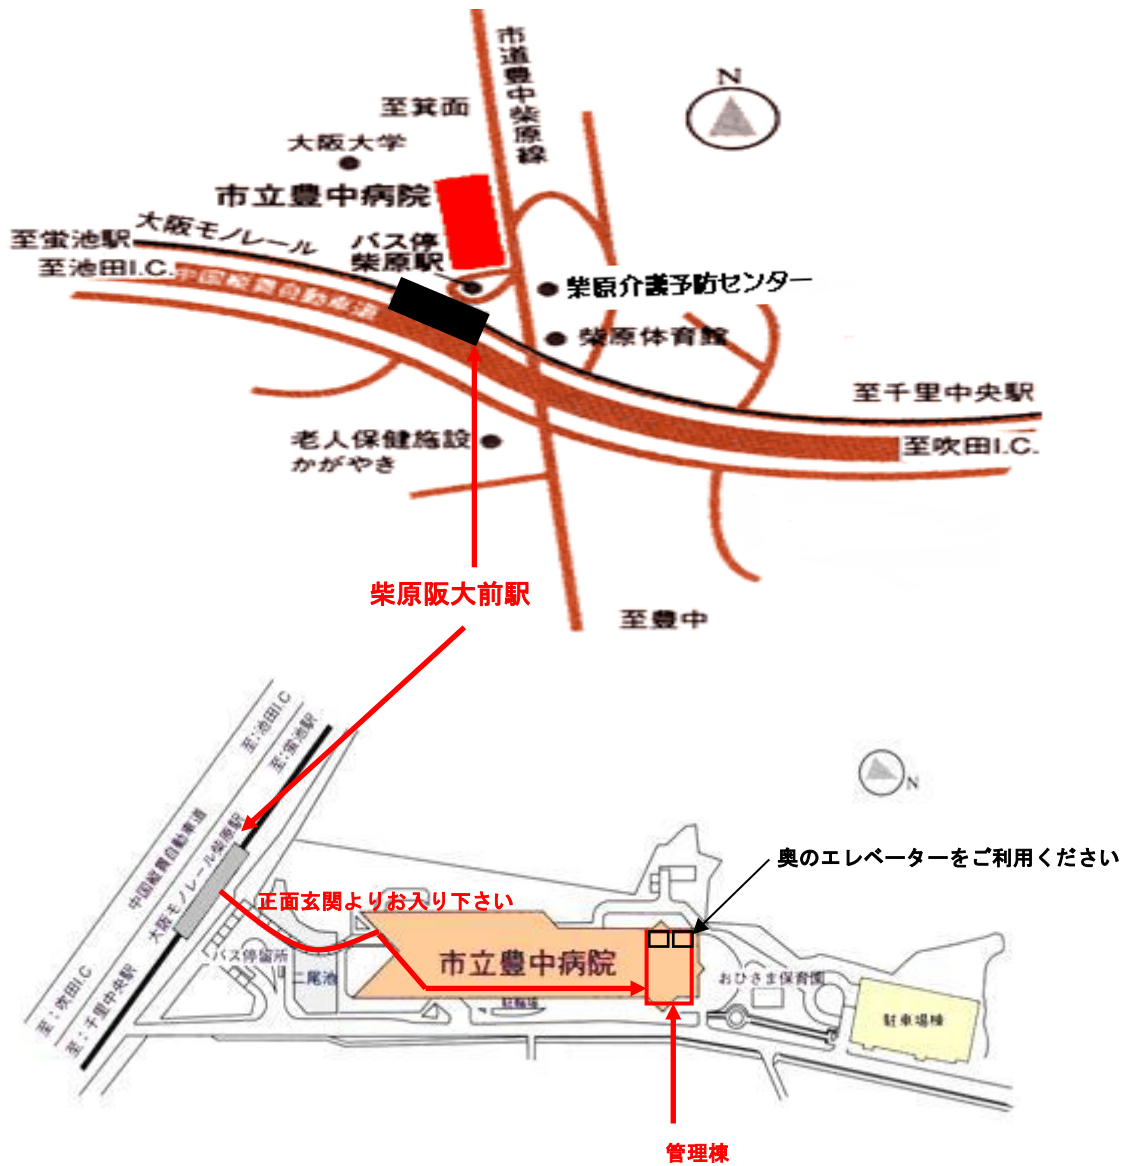 市道豊中柴原線
N
至箕面
大阪大学
市立豊中病院
大阪モノレール
バス停
柴原駅
至蛍池駅
至池田I.C.
中国縦貫自動車道
柴原介護予防センター
柴原体育館
至千里中央駅
至吹田I.C.
老人保健施設
かがやき
柴原阪大前駅
至豊中
至:池田I.C
至:蛍池駅
中国縦貫自動車道
大阪モノレール柴原駅
N
奥のエレベーターをご利用ください
正面玄関よりお入り下さい
バス停留所
二尾池
市立豊中病院
駐輪場
おひさま保育園
駐車場棟
至:吹田I.C
至:千里中央駅
管理棟